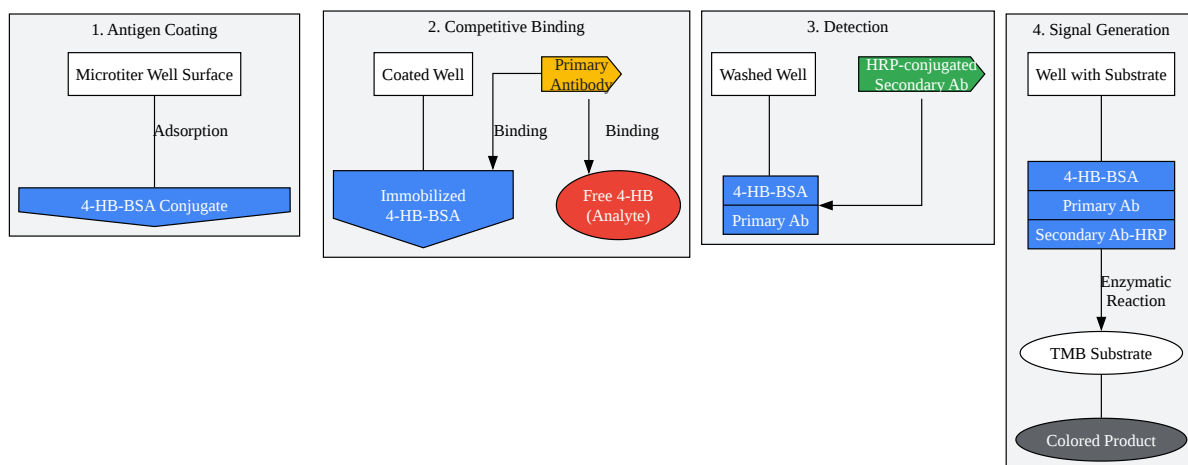 1. Antigen Coating
Microtiter Well Surface
Adsorption
4-HB-BSA Conjugate
2. Competitive Binding
Coated Well
Primary
Antibody
Binding
Binding
Immobilized
4-HB-BSA
Free 4-HB
(Analyte)
3. Detection
Washed Well
HRP-conjugated
Secondary Ab
4-HB-BSA
Primary Ab
4. Signal Generation
Well with Substrate
4-HB-BSA
Primary Ab
Secondary Ab-HRP
Enzymatic
Reaction
TMB Substrate
Colored Product